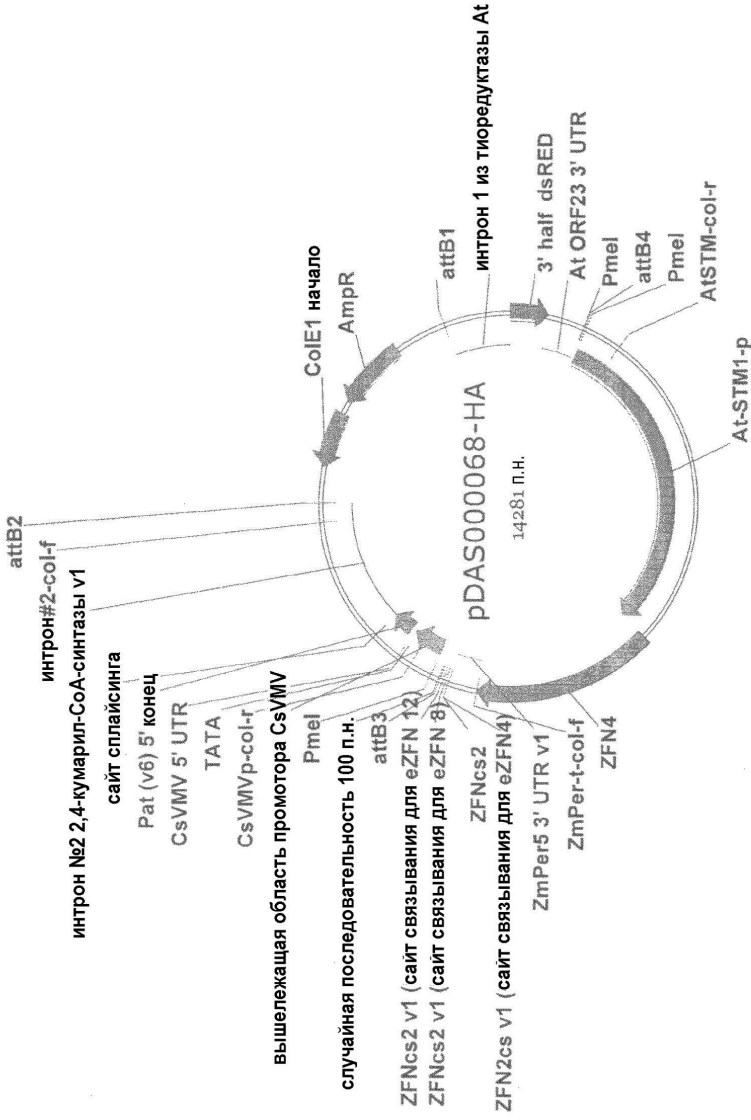 attB2
интрон#2-col-f
интрон №2 2,4-кумарил-СоА-синтазы v1
сайт сплайсинга
Pat (v6) 5' конец
CsVMV 5' UTR
TATA
CsVMVp-col-r
вышележащая область промотора CsVMV
PmeI
случайная последовательность 100 п.н.
attB3
ZFNcs2 v1 (сайт связывания для eZFN 12)
ZFNcs2 v1 (сайт связывания для eZFN 8)
ZFNcs2
ZFN2cs v1 (сайт связывания для eZFN4)
ZmPer5 3' UTR v1
ZmPer-t-col-f
ZFN4
ColE1 начало
AmpR
attB1
интрон 1 из тиоредуктазы At
3' half dsRED
At ORF23 3' UTR
PmeI
attB4
PmeI
AtSTM-col-r
At-STM1-p
pDAS000068-HA
14281 п.н.